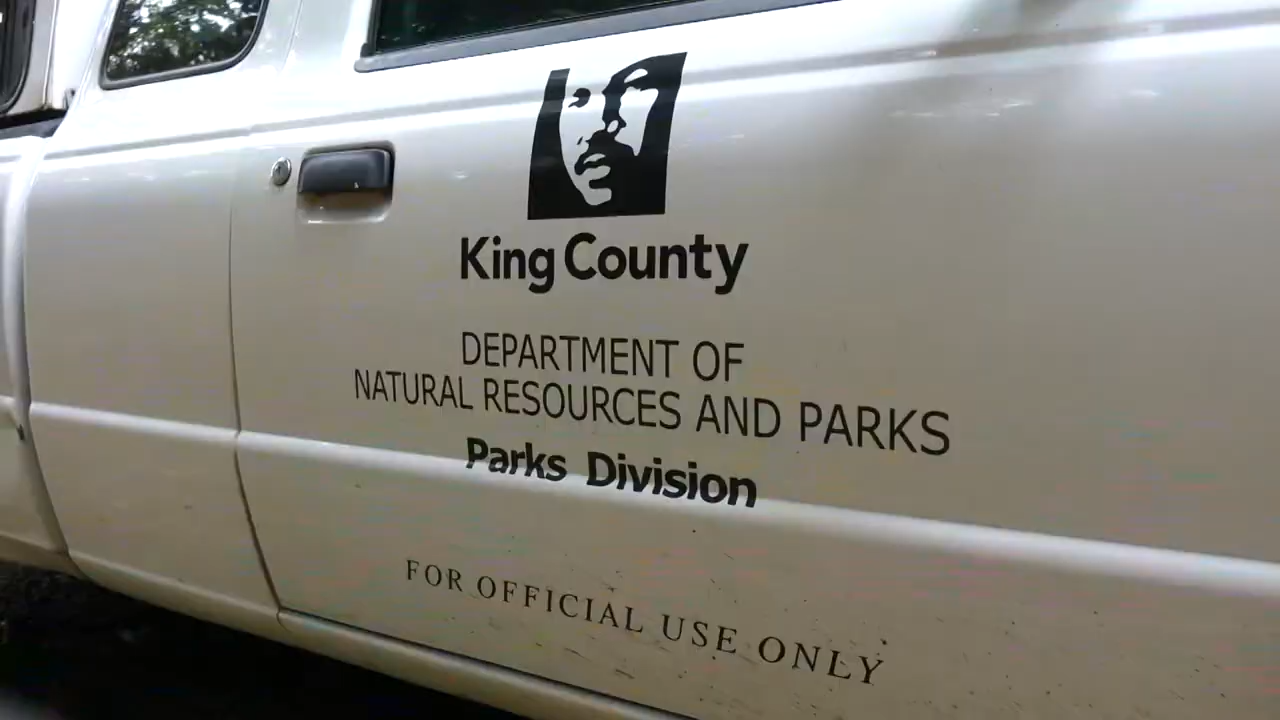 King County
DEPARTMENT OF
NATURAL RESOURCES AND PARKS
Parks Division
FOR OFFICIAL USE ONLY